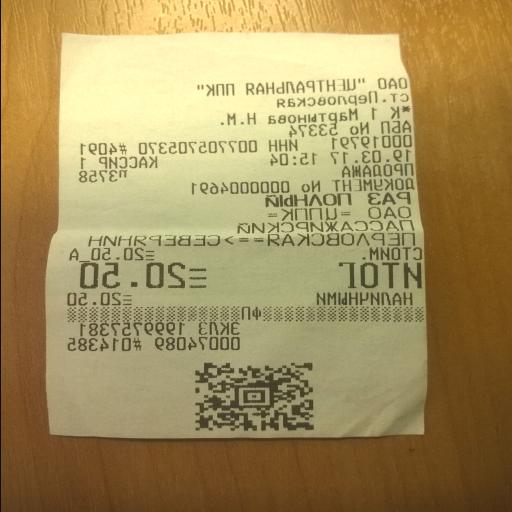 ОАО "ЦЕНТРАЛЬНАЯ ППК"
ст.Перловская
*К 1 Мартынова Н.М.
АБП No 53374
00019791 ИНН 007705705370 #4091
19.03.17 15:04 КАССИР 1
ПРОДАЖА п3758
ДОКУМЕНТ No 0000004691
РАЗ ПОЛНЫЙ
ОАО =ЦППК=
ПАССАЖИРСКИЙ
ПЕРЛОВСКАЯ==>СЕВЕРЯНИН
СТОИМ. ≡20.50_А
ИТОГ ≡20.50
НАЛИЧНЫМИ ≡20.50
ФП
ЭКЛЗ 1999757381
00074089 #014385